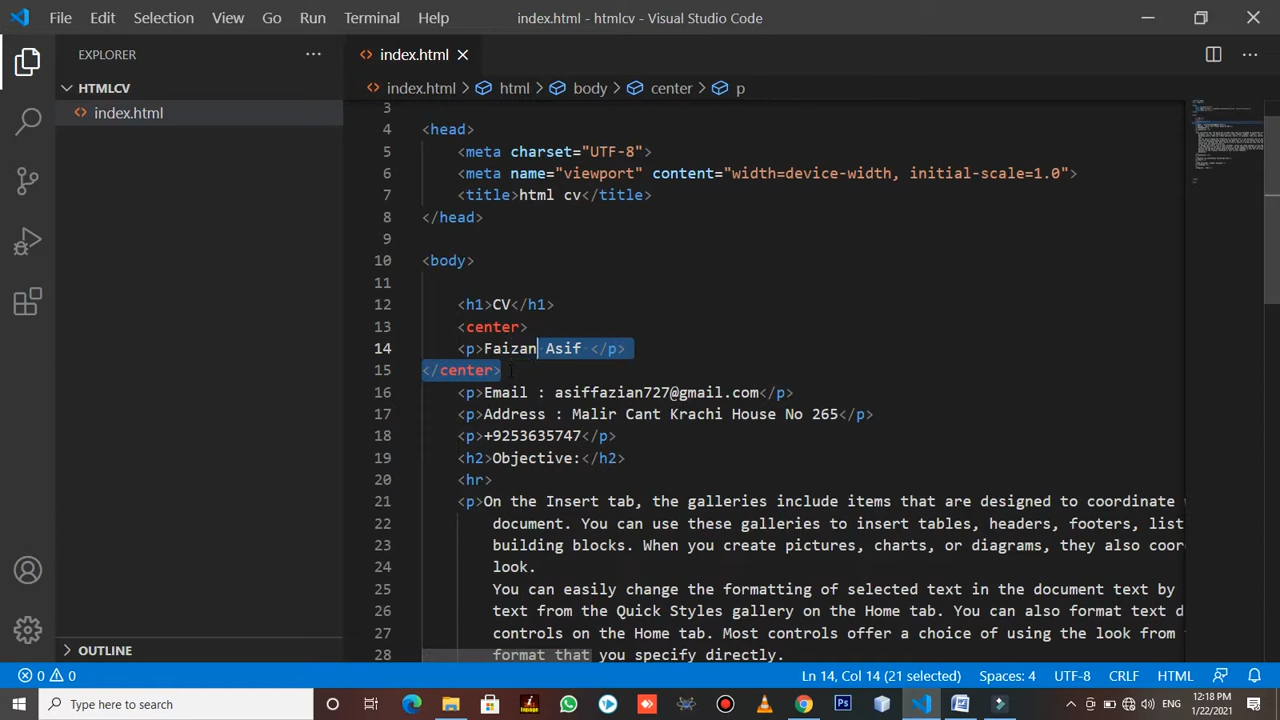 File Edit Selection View Go Run Terminal Help index.html - htmlcv - Visual Studio Code
EXPLORER
index.html
HTMLCV
index.html > html > body > center > p
index.html
3
4 <head>
5 <meta charset="UTF-8">
6 <meta name="viewport" content="width=device-width, initial-scale=1.0">
7 <title>html cv</title>
8 </head>
9
10 <body>
11
12 <h1>CV</h1>
13 <center>
14 <p>Faizan Asif </p>
15 </center>
16 <p>Email : asiffazian727@gmail.com</p>
17 <p>Address : Malir Cant Krachi House No 265</p>
18 <p>+9253635747</p>
19 <h2>Objective:</h2>
20 <hr>
21 <p>On the Insert tab, the galleries include items that are designed to coordinate
22 document. You can use these galleries to insert tables, headers, footers, list
23 building blocks. When you create pictures, charts, or diagrams, they also coor
24 look.
25 You can easily change the formatting of selected text in the document text by
26 text from the Quick Styles gallery on the Home tab. You can also format text d
27 controls on the Home tab. Most controls offer a choice of using the look from
28 format that you specify directly.
OUTLINE
0 0 Ln 14, Col 14 (21 selected) Spaces: 4 UTF-8 CRLF HTML
Type here to search
Ps
ENG
12:18 PM
1/22/2021